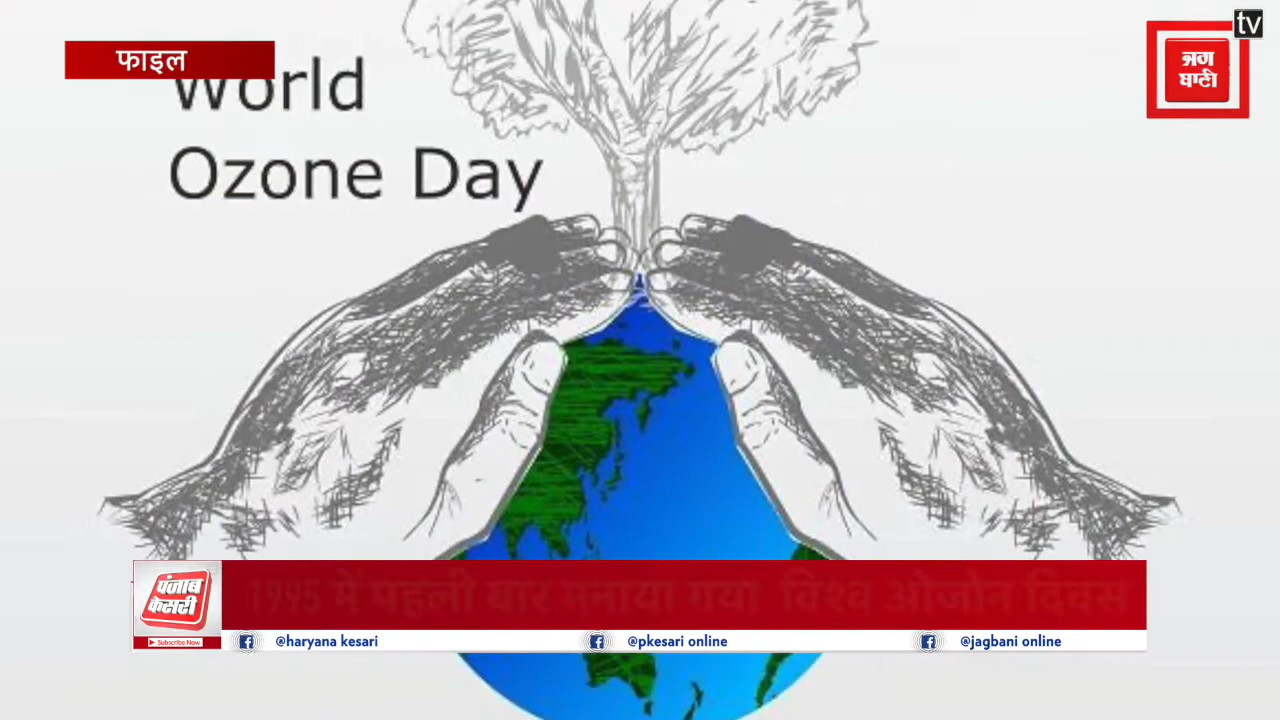 फाइल
World
Ozone Day
tv
ਜਗ
ਬਾਣੀ
पंजाब
केसरी
Subscribe Now
1995 में पहली बार मनाया गया विश्व ओजोन दिवस
@haryana kesari
@pkesari online
@jagbani online